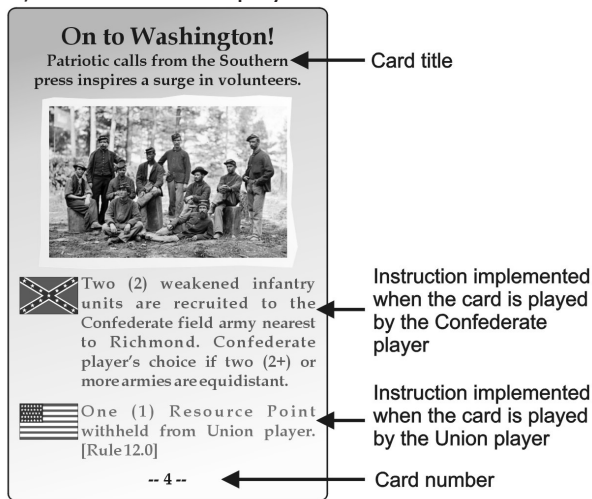 On to Washington!
Patriotic calls from the Southern
press inspires a surge in volunteers.
Card title
Two (2) weakened infantry
units are recruited to the
Confederate field army nearest
to Richmond. Confederate
player's choice if two (2+) or
more armies are equidistant.
Instruction implemented
when the card is played
by the Confederate
player
One (1) Resource Point
withheld from Union player.
[Rule 12.0]
Instruction implemented
when the card is played
by the Union player
-- 4 --
Card number